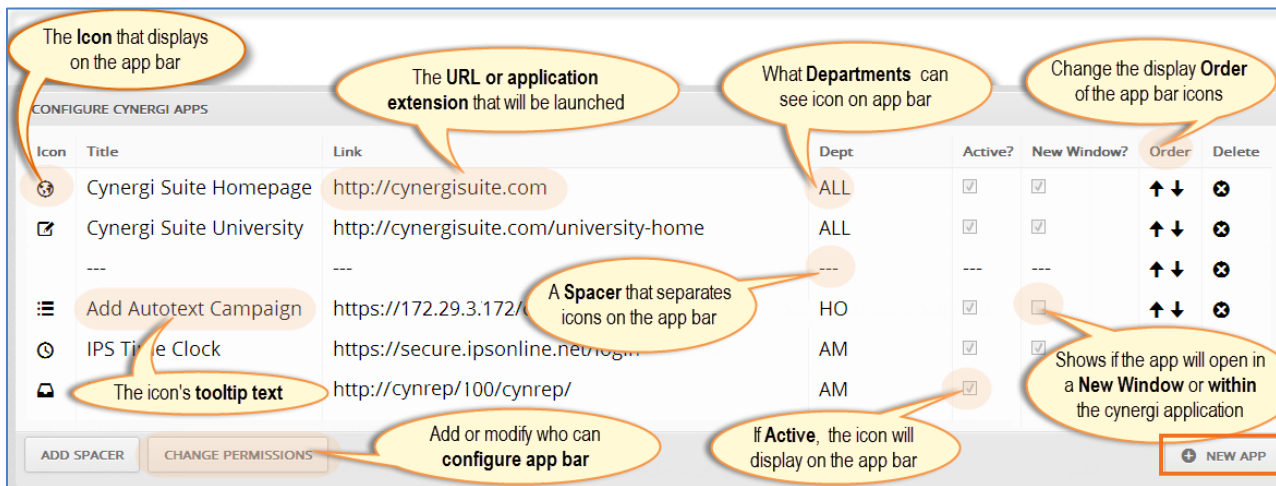 The Icon that displays
on the app bar
The URL or application
extension that will be launched
What Departments can
see icon on app bar
Change the display Order
of the app bar icons
CONFIGURE CYNERGI APPS
Icon Title Link Dept Active? New Window? Order Delete
Cynergi Suite Homepage http://cynergisuite.com ALL
Cynergi Suite University http://cynergisuite.com/university-home ALL
--- --- --- --- ---
A Spacer that separates
icons on the app bar
Add Autotext Campaign https://172.29.3.172/ HO
IPS Time Clock https://secure.ipsonline.net/login AM
Shows if the app will open in
a New Window or within
the cynergi application
The icon's tooltip text
http://cynrep/100/cynrep/ AM
Add or modify who can
configure app bar
If Active, the icon will
display on the app bar
ADD SPACER CHANGE PERMISSIONS NEW APP